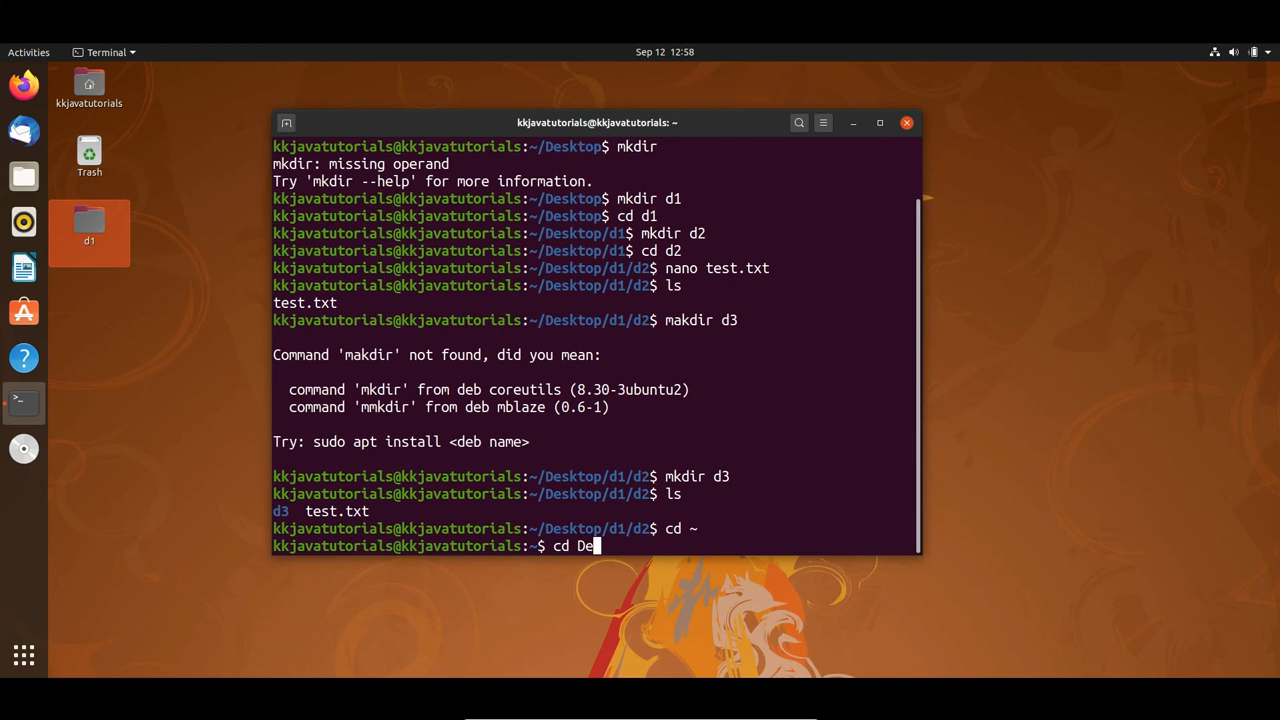 Activities
Terminal
Sep 12 12:58
kkjavatutorials
Trash
d1
kkjavatutorials@kkjavatutorials: ~
kkjavatutorials@kkjavatutorials:~/Desktop$ mkdir
mkdir: missing operand
Try 'mkdir --help' for more information.
kkjavatutorials@kkjavatutorials:~/Desktop$ mkdir d1
kkjavatutorials@kkjavatutorials:~/Desktop$ cd d1
kkjavatutorials@kkjavatutorials:~/Desktop/d1$ mkdir d2
kkjavatutorials@kkjavatutorials:~/Desktop/d1$ cd d2
kkjavatutorials@kkjavatutorials:~/Desktop/d1/d2$ nano test.txt
kkjavatutorials@kkjavatutorials:~/Desktop/d1/d2$ ls
test.txt
kkjavatutorials@kkjavatutorials:~/Desktop/d1/d2$ makdir d3
Command 'makdir' not found, did you mean:
command 'mkdir' from deb coreutils (8.30-3ubuntu2)
command 'mmkdir' from deb mblaze (0.6-1)
Try: sudo apt install <deb name>
kkjavatutorials@kkjavatutorials:~/Desktop/d1/d2$ mkdir d3
kkjavatutorials@kkjavatutorials:~/Desktop/d1/d2$ ls
d3 test.txt
kkjavatutorials@kkjavatutorials:~/Desktop/d1/d2$ cd ~
kkjavatutorials@kkjavatutorials:~$ cd De